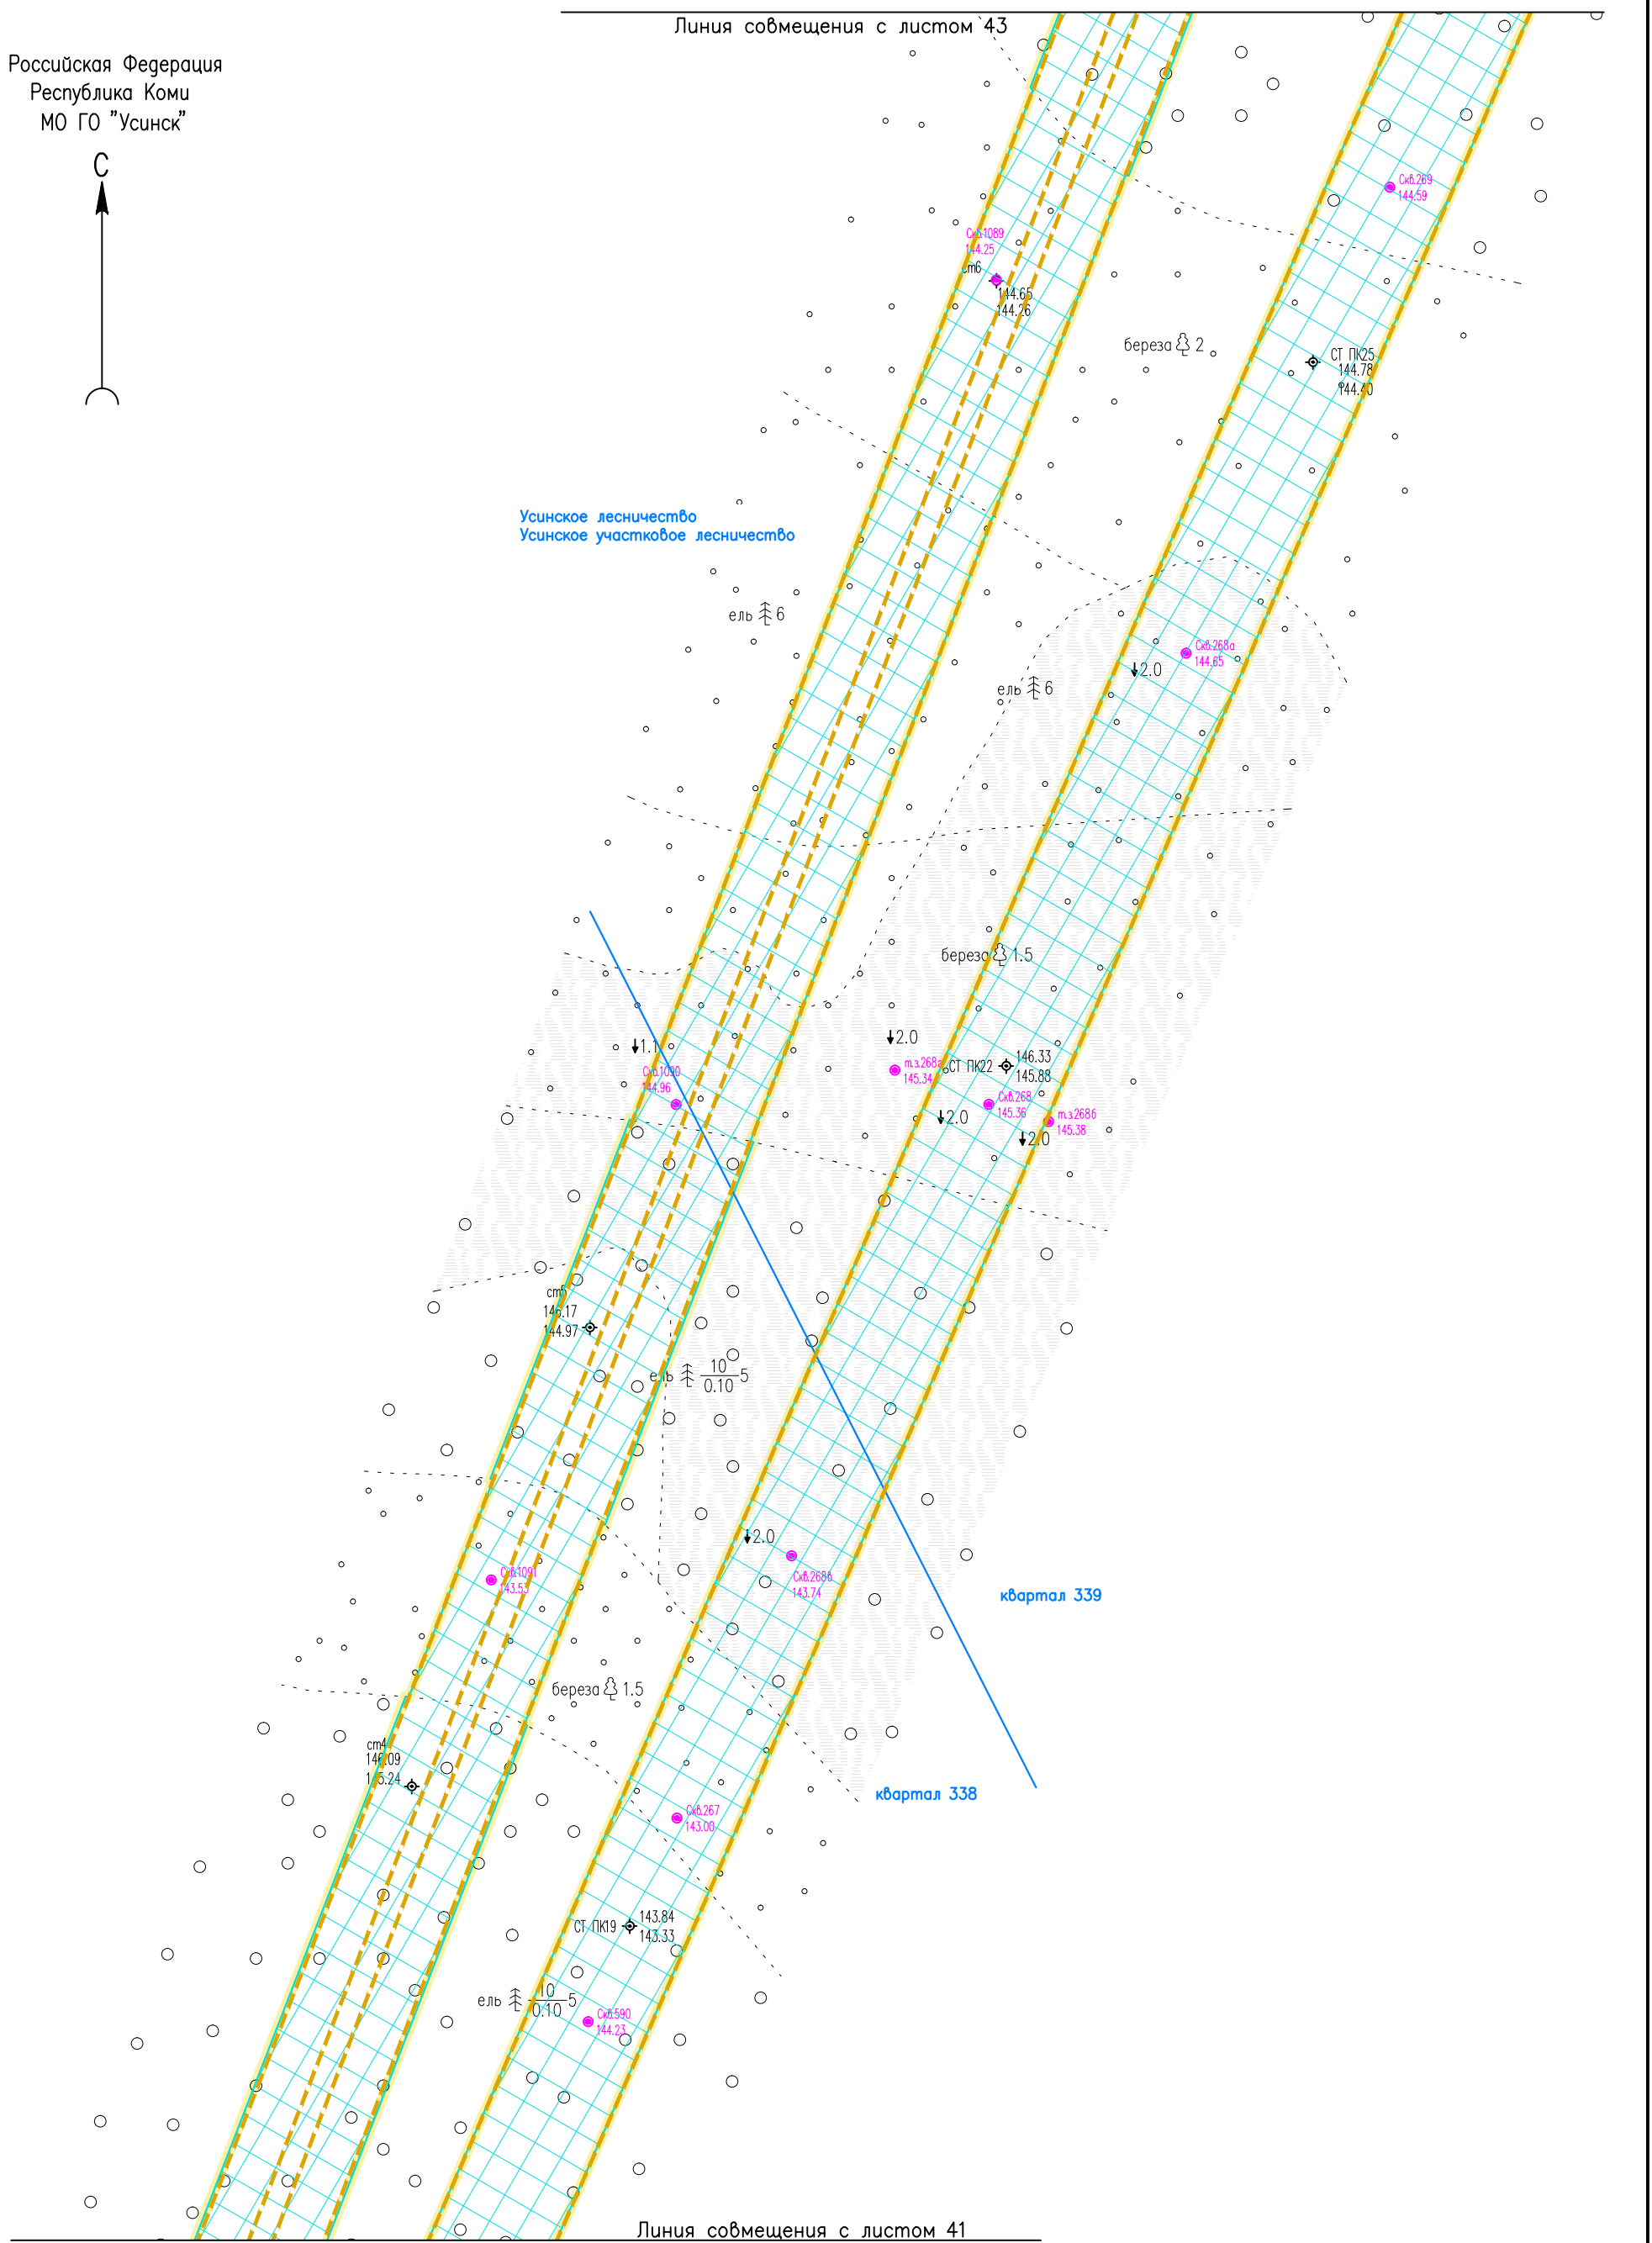 Линия совмещения с листом 43
Российская Федерация
Республика Коми
МО ГО "Усинск"
С
Скв.269
144.59
Скв.1089
144.25
ст6
144.65
144.26
береза 2
СТ ПК25
144.78
144.40
Усинское лесничество
Усинское участковое лесничество
ель 6
Скв.268а
144.65
2.0
ель 6
береза 1.5
2.0
1.1
т.з.268а
145.34
СТ ПК22
146.33
145.88
Скв.1090
144.96
Скв.268
145.36
2.0
т.з.268б
145.38
2.0
ст5
146.17
144.97
ель 10
0.10 5
2.0
Скв.1091
143.53
Скв.268в
143.74
квартал 339
береза 1.5
ст4
146.09
145.24
квартал 338
Скв.267
143.00
СТ ПК19
143.84
143.33
ель 10
0.10 5
Скв.590
144.23
Линия совмещения с листом 41